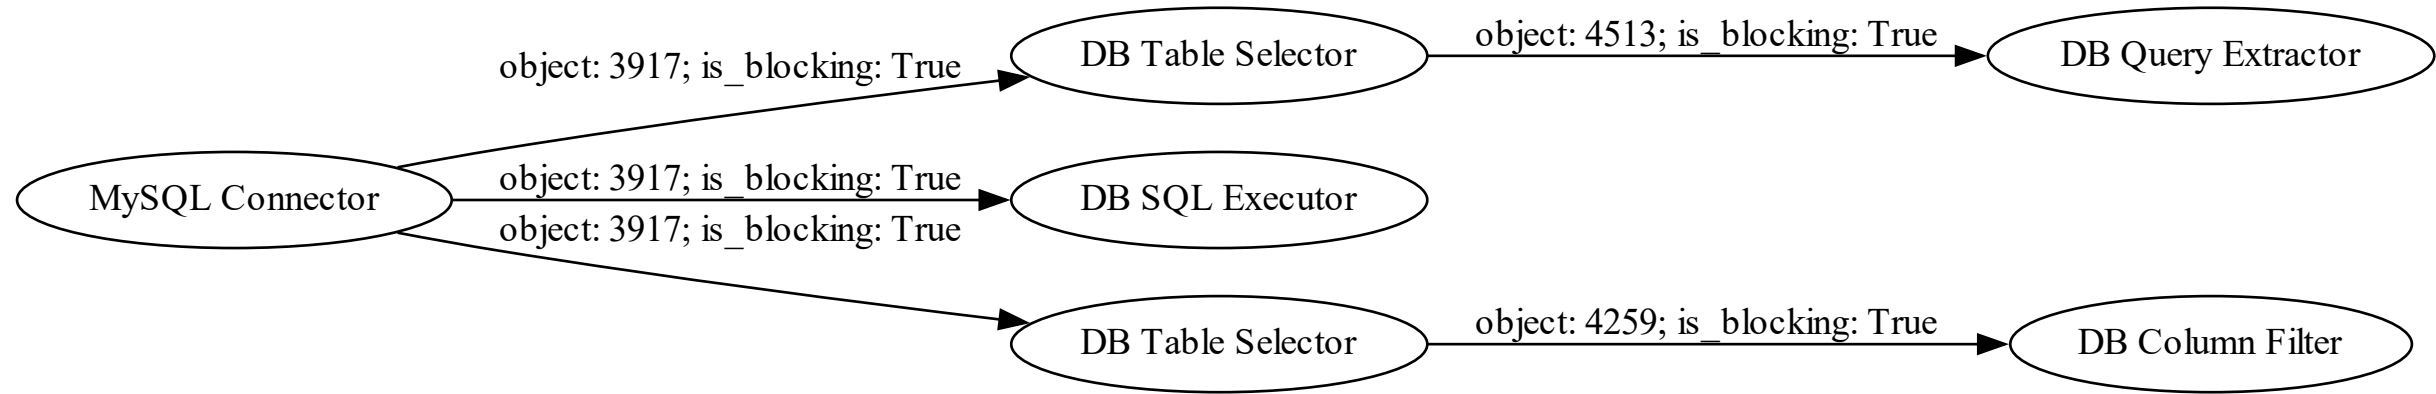 object: 3917; is_blocking: True
DB Table Selector
object: 4513; is_blocking: True
DB Query Extractor
MySQL Connector
object: 3917; is_blocking: True
DB SQL Executor
object: 3917; is_blocking: True
DB Table Selector
object: 4259; is_blocking: True
DB Column Filter